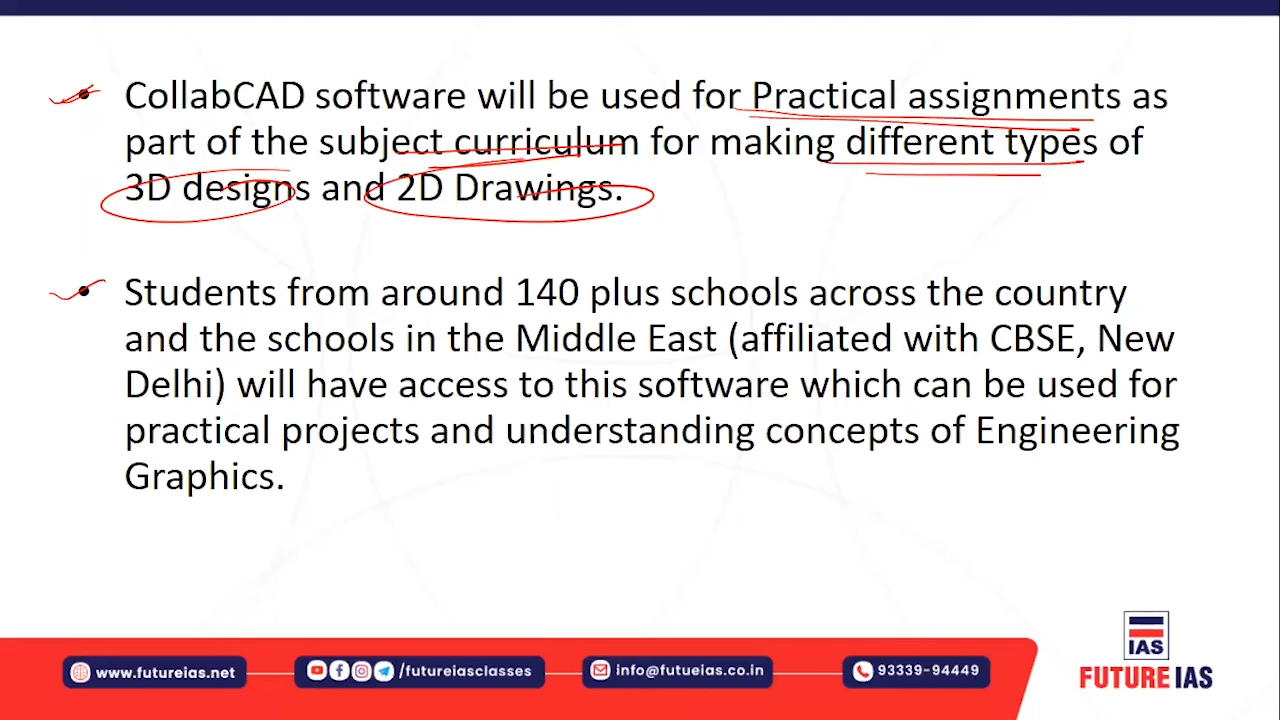 CollabCAD software will be used for Practical assignments as
part of the subject curriculum for making different types of
3D designs and 2D Drawings.
Students from around 140 plus schools across the country
and the schools in the Middle East (affiliated with CBSE, New
Delhi) will have access to this software which can be used for
practical projects and understanding concepts of Engineering
Graphics.
IAS
www.futureias.net
/futureiasclasses
info@futueias.co.in
93339-94449
FUTURE IAS